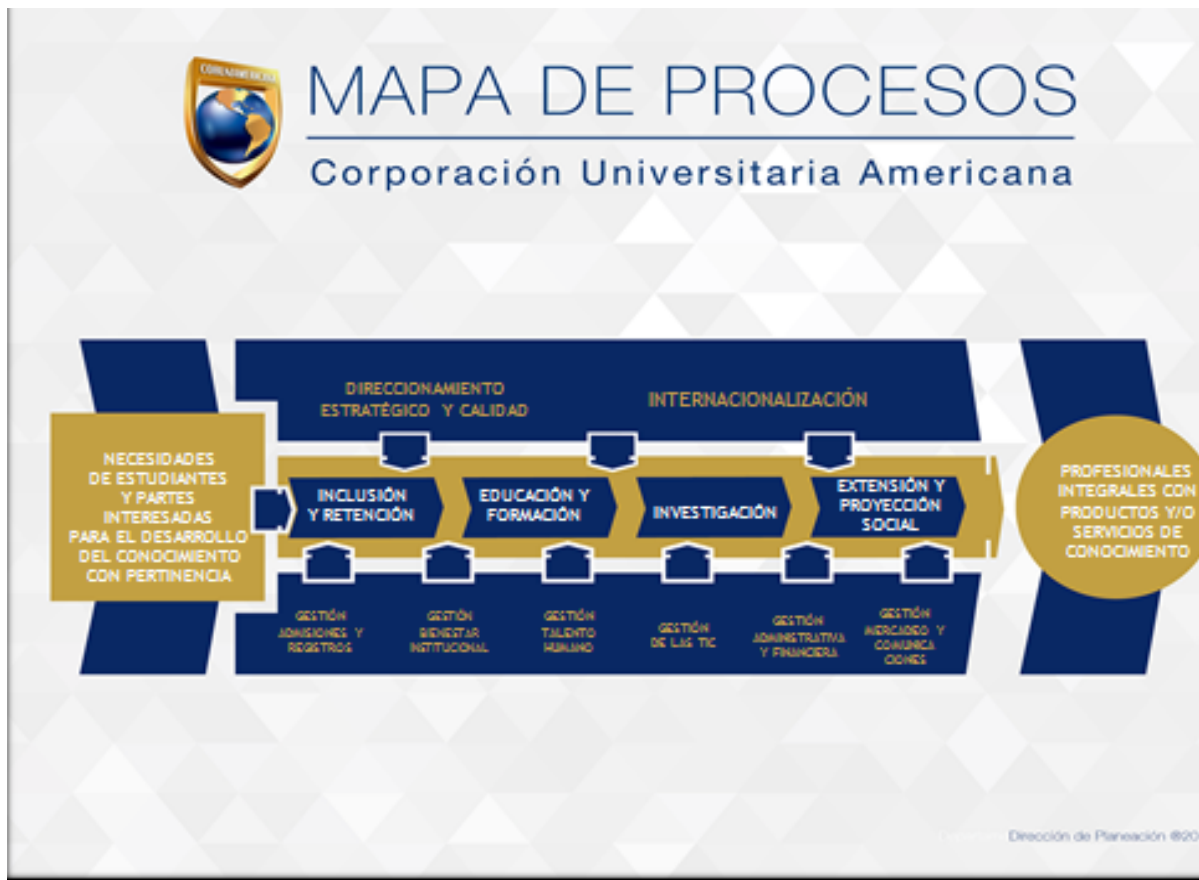 CORUNIAMERICANA
MAPA DE PROCESOS
Corporación Universitaria Americana
DIRECCIONAMIENTO
ESTRATÉGICO Y CALIDAD
INTERNACIONALIZACIÓN
NECESIDADES
DE ESTUDIANTES
Y PARTES
INTERESADAS
PARA EL DESARROLLO
DEL CONOCIMIENTO
CON PERTINENCIA
INCLUSIÓN
Y RETENCIÓN
EDUCACIÓN Y
FORMACIÓN
INVESTIGACIÓN
EXTENSIÓN Y
PROYECCIÓN
SOCIAL
PROFESIONALES
INTEGRALES CON
PRODUCTOS Y/O
SERVICIOS DE
CONOCIMIENTO
GESTIÓN
ADMISIONES Y
REGISTROS
GESTIÓN
BIENESTAR
INSTITUCIONAL
GESTIÓN
TALENTO
HUMANO
GESTIÓN
DE LAS TIC
GESTIÓN
ADMINISTRATIVA
Y FINANCIERA
GESTIÓN
MERCADEO Y
COMUNICA
CIONES
Dirección de Planeación ®20